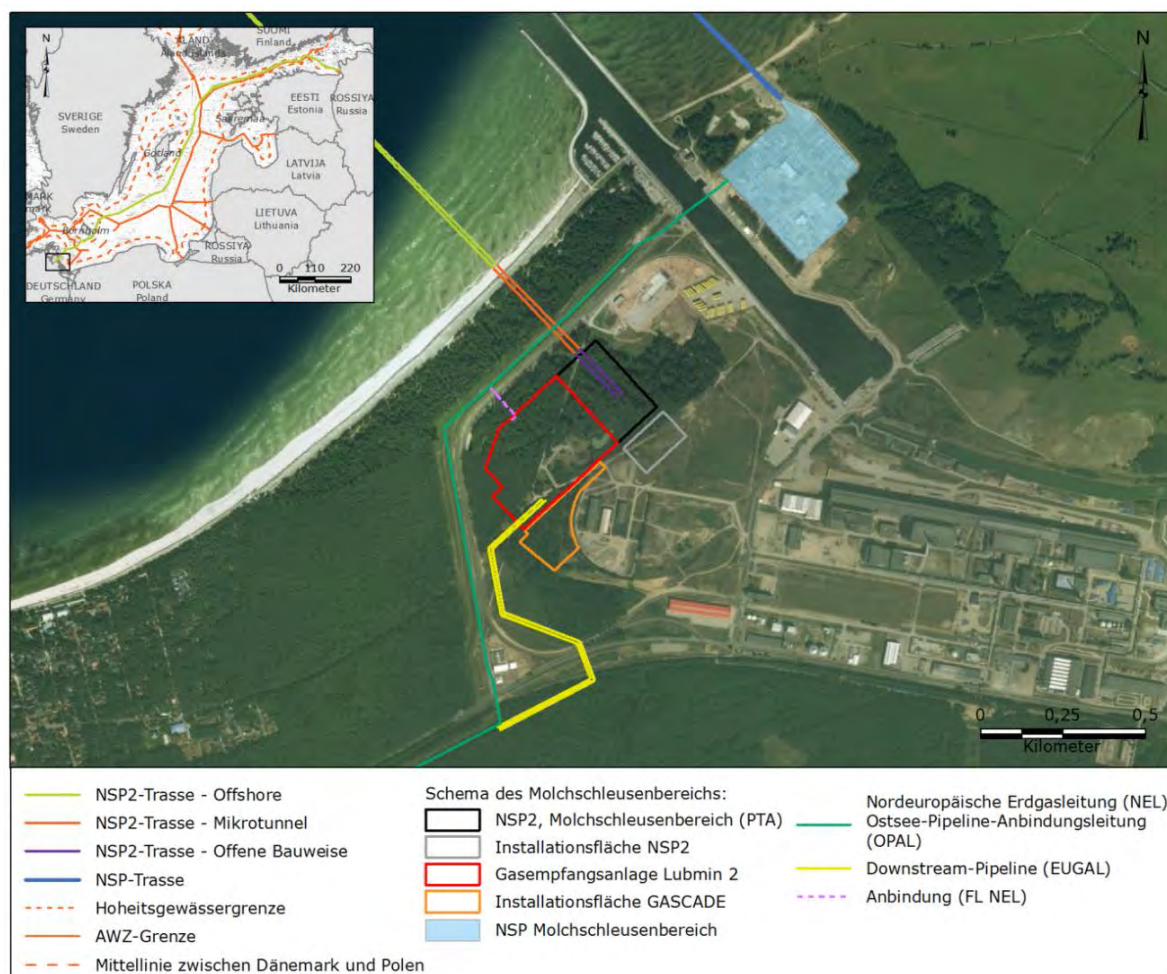 N
ÅLAND
SUOMI
Finland
SVERIGE
Sweden
EESTI
Estonia
ROSSIYA
Russia
Saaremaa
Gotland
LATVIJA
Latvia
MARK
mark
LIETUVA
Lithuania
Bornholm
ROSSIYA
Russia
0 110 220
Kilometer
DEUTSCHLAND
Germany
POLSKA
Poland
N
0 0,25 0,5
Kilometer
NSP2-Trasse - Offshore
NSP2-Trasse - Mikrotunnel
NSP2-Trasse - Offene Bauweise
NSP-Trasse
Hoheitsgewässergrenze
AWZ-Grenze
Mittellinie zwischen Dänemark und Polen
Schema des Molchschleusenbereichs:
NSP2, Molchschleusenbereich (PTA)
Installationsfläche NSP2
Gasempfangsanlage Lubmin 2
Installationsfläche GASCADE
NSP Molchschleusenbereich
Nordeuropäische Erdgasleitung (NEL)
Ostsee-Pipeline-Anbindungsleitung
(OPAL)
Downstream-Pipeline (EUGAL)
Anbindung (FL NEL)